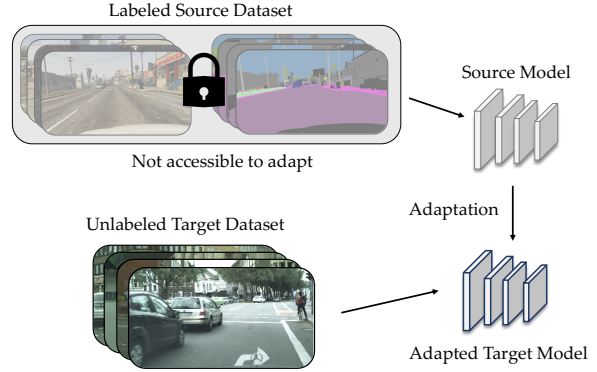 Labeled Source Dataset
Source Model
Not accessible to adapt
Adaptation
Unlabeled Target Dataset
Adapted Target Model